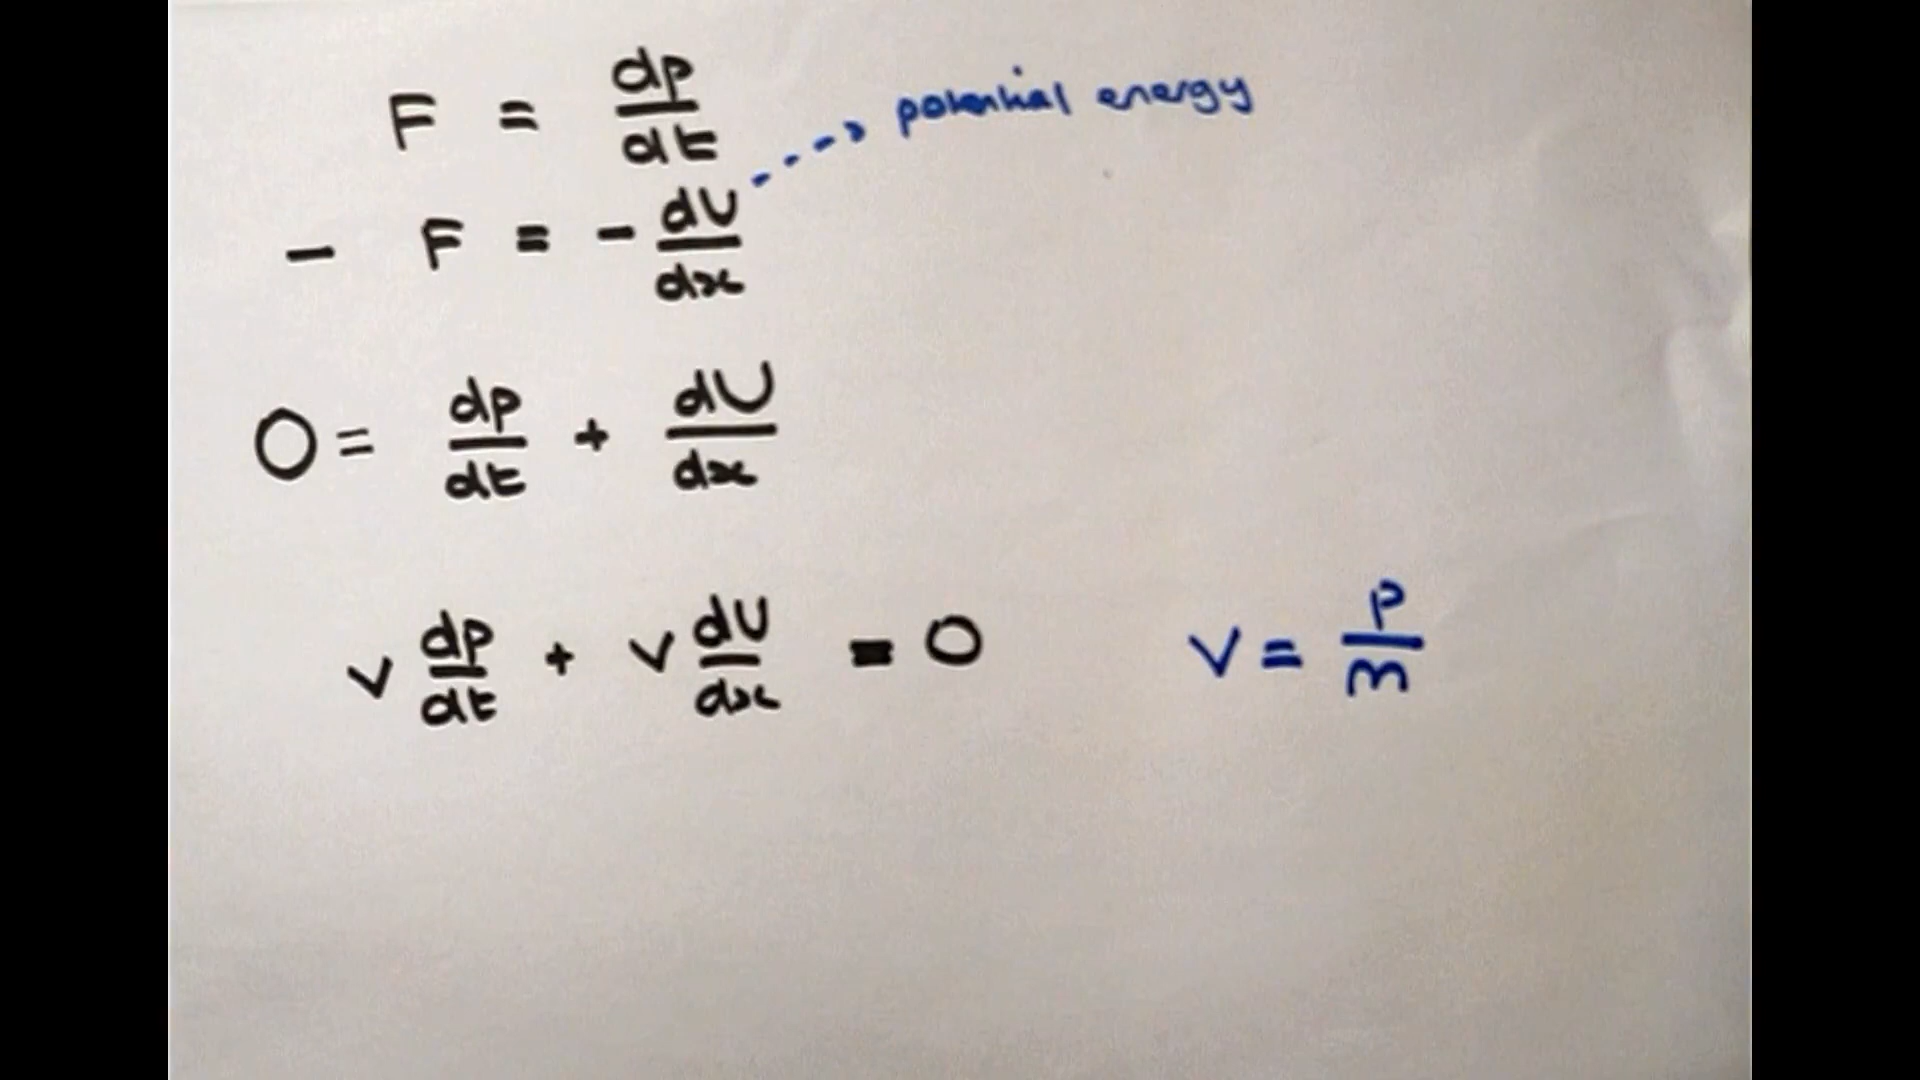 F = dp/dt
potential energy
- F = - dU/dx
0 = dp/dt + dU/dx
v dp/dt + v dU/dx = 0
v = p/m